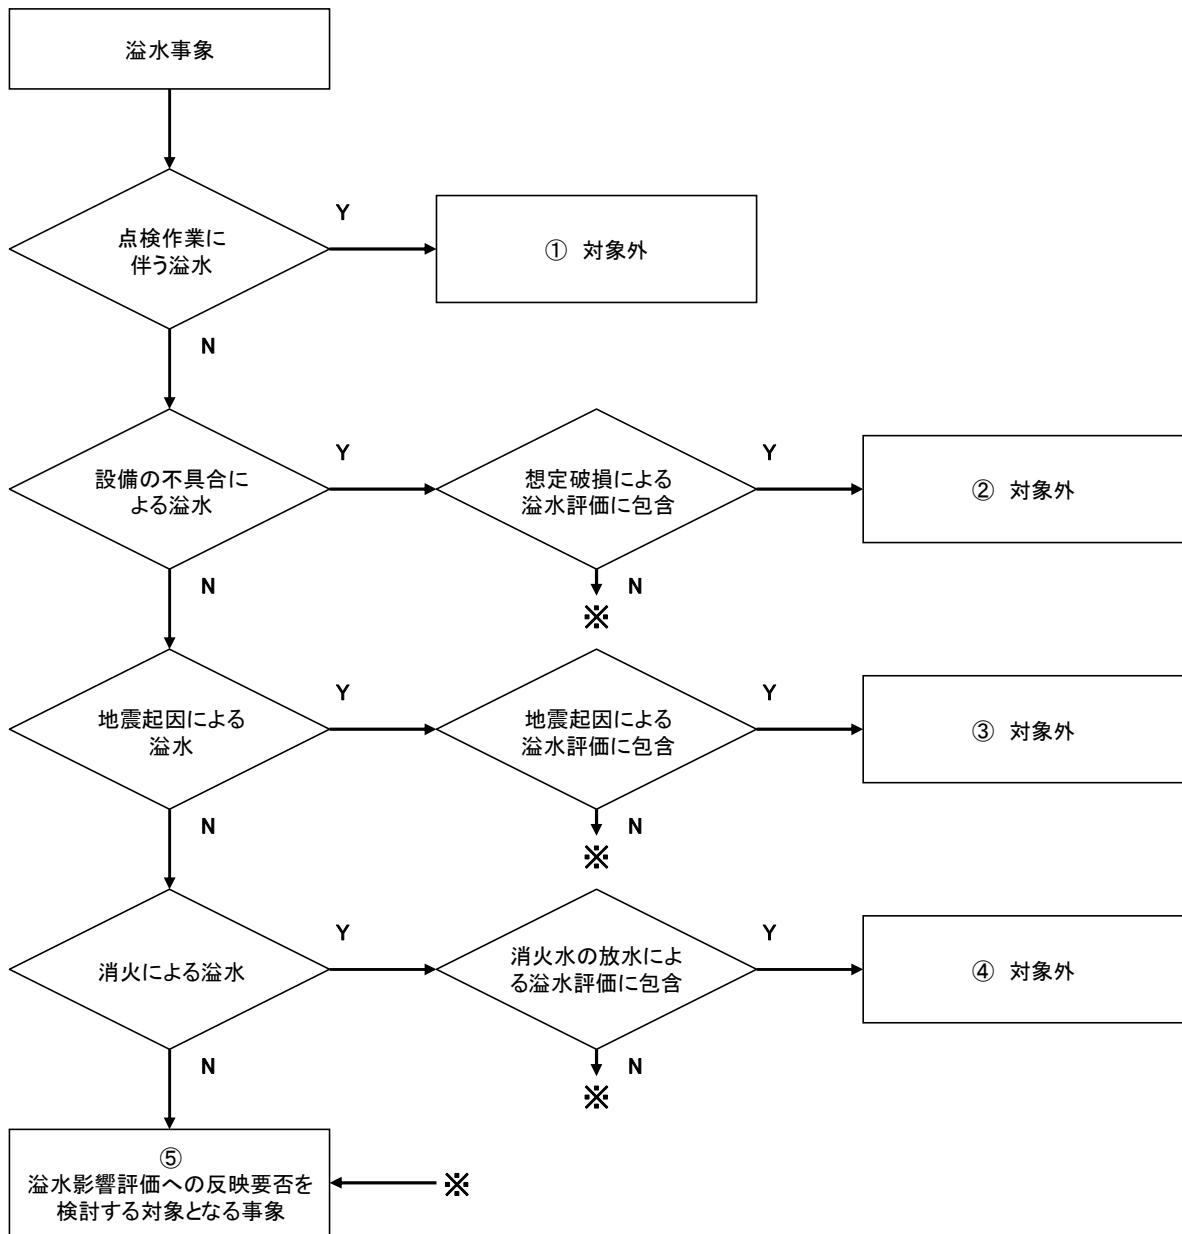 溢水事象
点検作業に
伴う溢水
Y
① 対象外
N
設備の不具合に
よる溢水
Y
想定破損による
溢水評価に包含
Y
② 対象外
N
N
※
地震起因による
溢水
Y
地震起因による
溢水評価に包含
Y
③ 対象外
N
N
※
消火による溢水
Y
消火水の放水によ
る溢水評価に包含
Y
④ 対象外
N
N
※
⑤
溢水影響評価への反映要否を
検討する対象となる事象
※